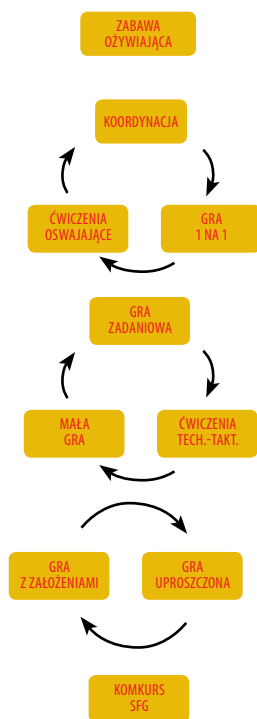 ZABAWA
OŻYWIAJĄCA
KOORDYNACJA
ĆWICZENIA
OSWAJAJĄCE
GRA
1 NA 1
GRA
ZADANIOWA
MAŁA
GRA
ĆWICZENIA
TECH.-TAKT.
GRA
Z ZAŁOŻENIAMI
GRA
UPROSZCZONA
KOMKURS
SFG